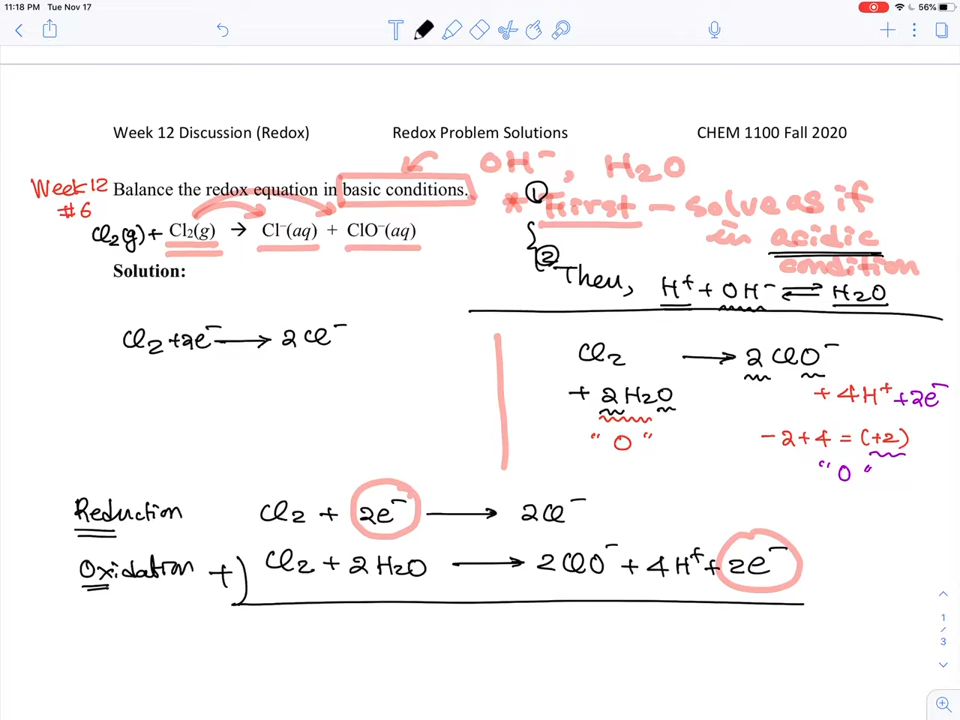 11:18 PM Tue Nov 17
56%
Week 12 Discussion (Redox) Redox Problem Solutions CHEM 1100 Fall 2020
OH⁻, H2O
Week 12 Balance the redox equation in basic conditions.
#6
① * First - solve as if
in acidic
condition
Cl2(g) + Cl₂(g) → Cl⁻(aq) + ClO⁻(aq)
Solution:
② Then, H⁺ + OH⁻ ⇌ H2O
Cl2 + 2e⁻ → 2Cl⁻
Cl2 → 2ClO⁻
+ 2H2O + 4H⁺ + 2e⁻
"0" -2+4 = (+2)
"0"
Reduction Cl2 + 2e⁻ → 2Cl⁻
Oxidation +) Cl2 + 2H2O → 2ClO⁻ + 4H⁺ + 2e⁻
1
/
3